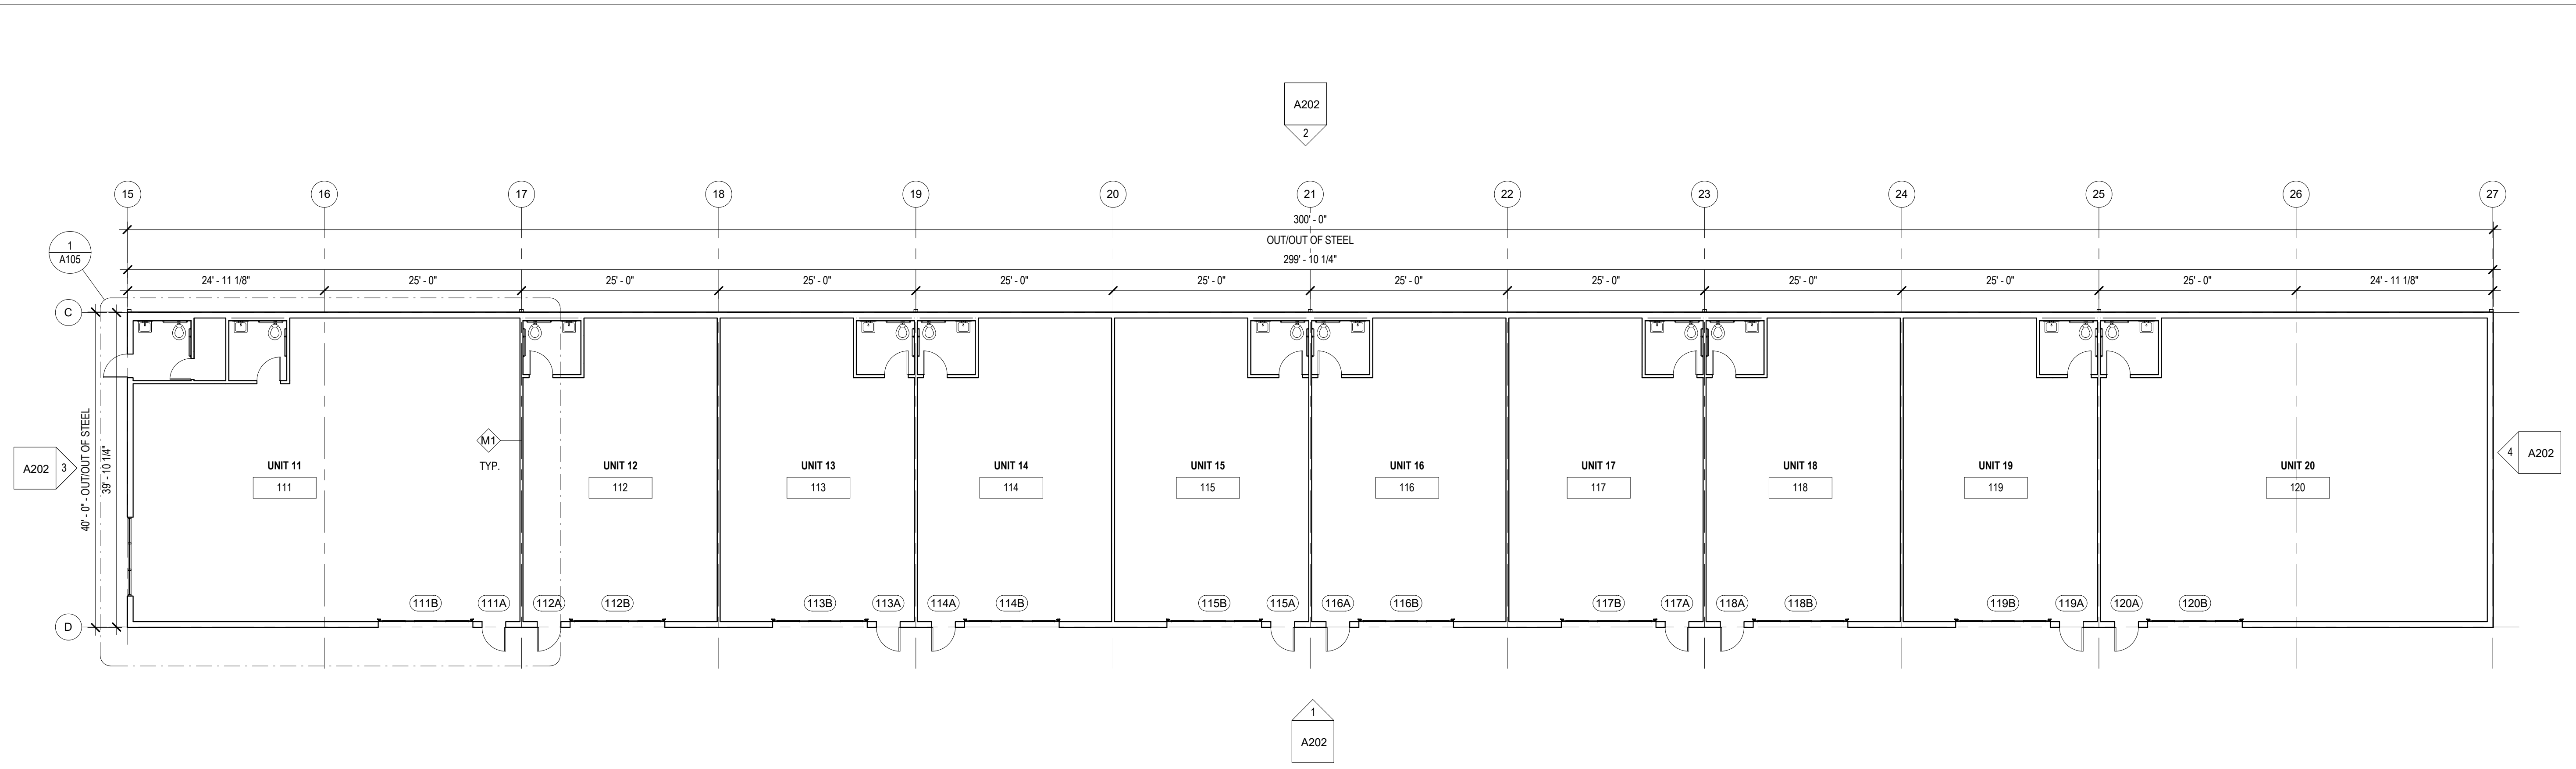 A202
2
15 16 17 18 19 20 21 22 23 24 25 26 27
300' - 0"
OUT/OUT OF STEEL
299' - 10 1/4"
1
A105
24' - 11 1/8" 25' - 0" 25' - 0" 25' - 0" 25' - 0" 25' - 0" 25' - 0" 25' - 0" 25' - 0" 25' - 0" 25' - 0" 24' - 11 1/8"
C
40' - 0" - OUT/OUT OF STEEL
39' - 10 1/4"
M1
TYP.
A202 3
4 A202
UNIT 11 UNIT 12 UNIT 13 UNIT 14 UNIT 15 UNIT 16 UNIT 17 UNIT 18 UNIT 19 UNIT 20
111 112 113 114 115 116 117 118 119 120
111B 111A 112A 112B 113B 113A 114A 114B 115B 115A 116A 116B 117B 117A 118A 118B 119B 119A 120A 120B
D
1
A202